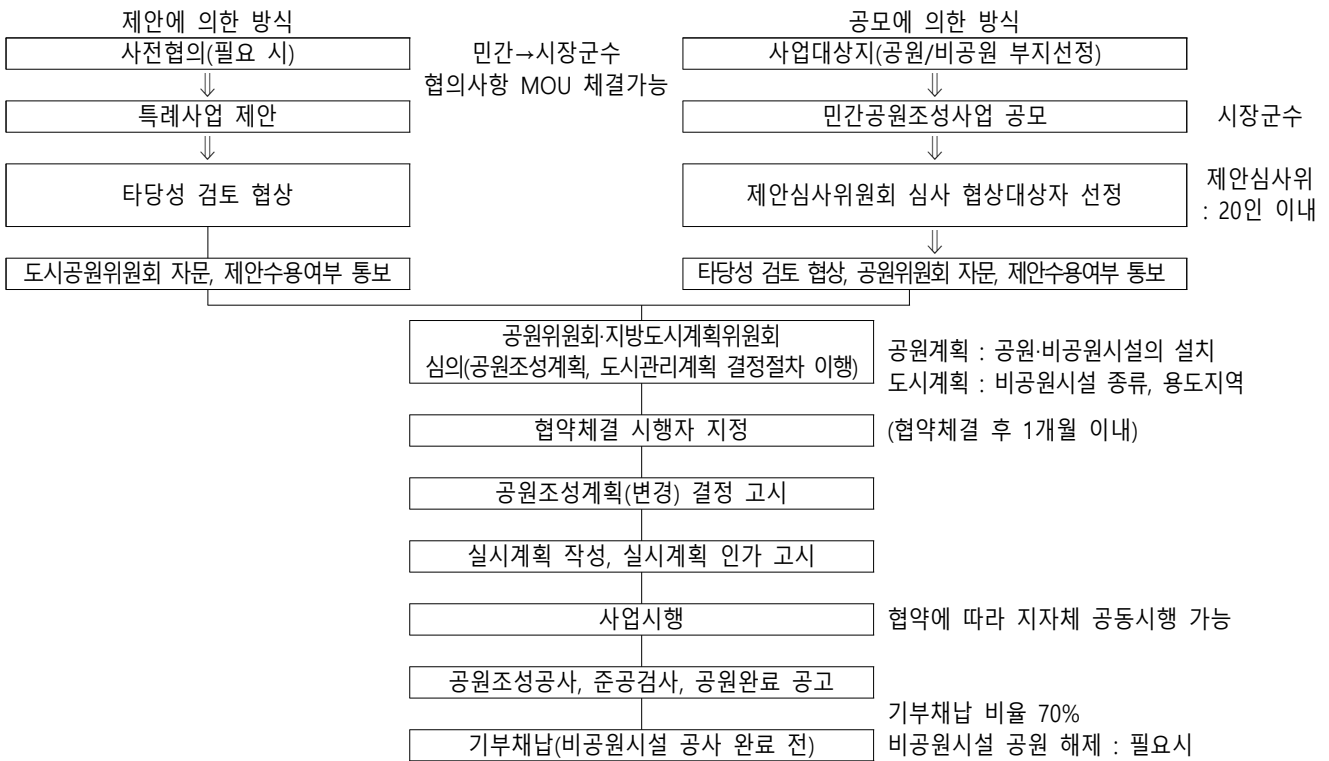 제안에 의한 방식
사전협의(필요 시)
⇓
특례사업 제안
⇓
타당성 검토 협상
도시공원위원회 자문, 제안수용여부 통보
민간→시장군수
협의사항 MOU 체결가능
공모에 의한 방식
사업대상지(공원/비공원 부지선정)
⇓
민간공원조성사업 공모
시장군수
⇓
제안심사위원회 심사 협상대상자 선정
제안심사위
: 20인 이내
⇓
타당성 검토 협상, 공원위원회 자문, 제안수용여부 통보
공원위원회·지방도시계획위원회
심의(공원조성계획, 도시관리계획 결정절차 이행)
공원계획 : 공원·비공원시설의 설치
도시계획 : 비공원시설 종류, 용도지역
협약체결 시행자 지정
(협약체결 후 1개월 이내)
공원조성계획(변경) 결정 고시
실시계획 작성, 실시계획 인가 고시
사업시행
협약에 따라 지자체 공동시행 가능
공원조성공사, 준공검사, 공원완료 공고
기부채납(비공원시설 공사 완료 전)
기부채납 비율 70%
비공원시설 공원 해제 : 필요시